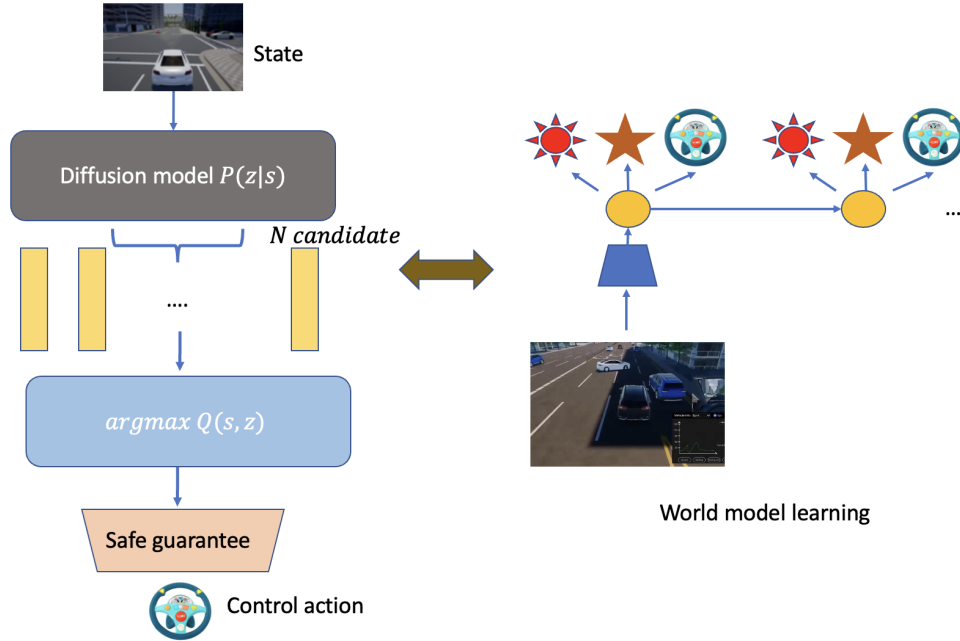 State
Diffusion model P(z|s)
N candidate
....
argmax Q(s, z)
Safe guarantee
Control action
...
World model learning